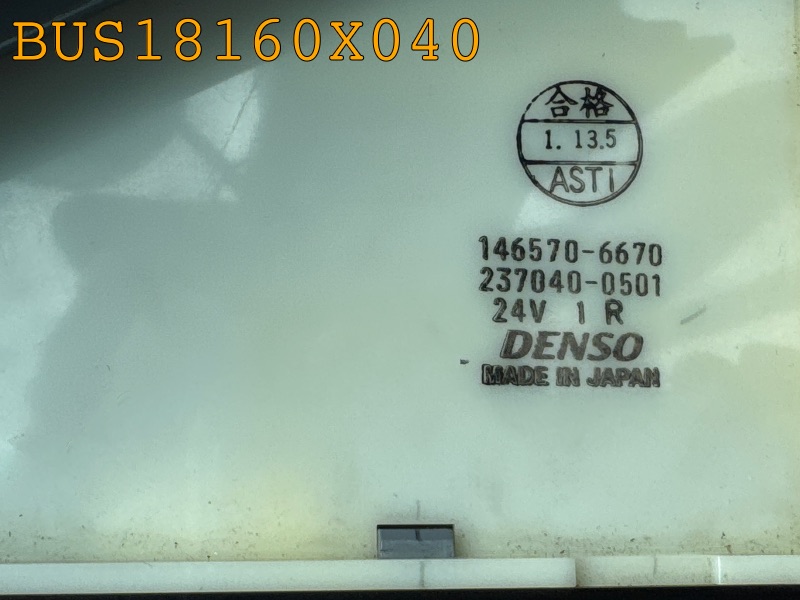 BUS18160X040
合格
1. 13.5
ASTI
146570-6670
237040-0501
24V 1 R
DENSO
MADE IN JAPAN